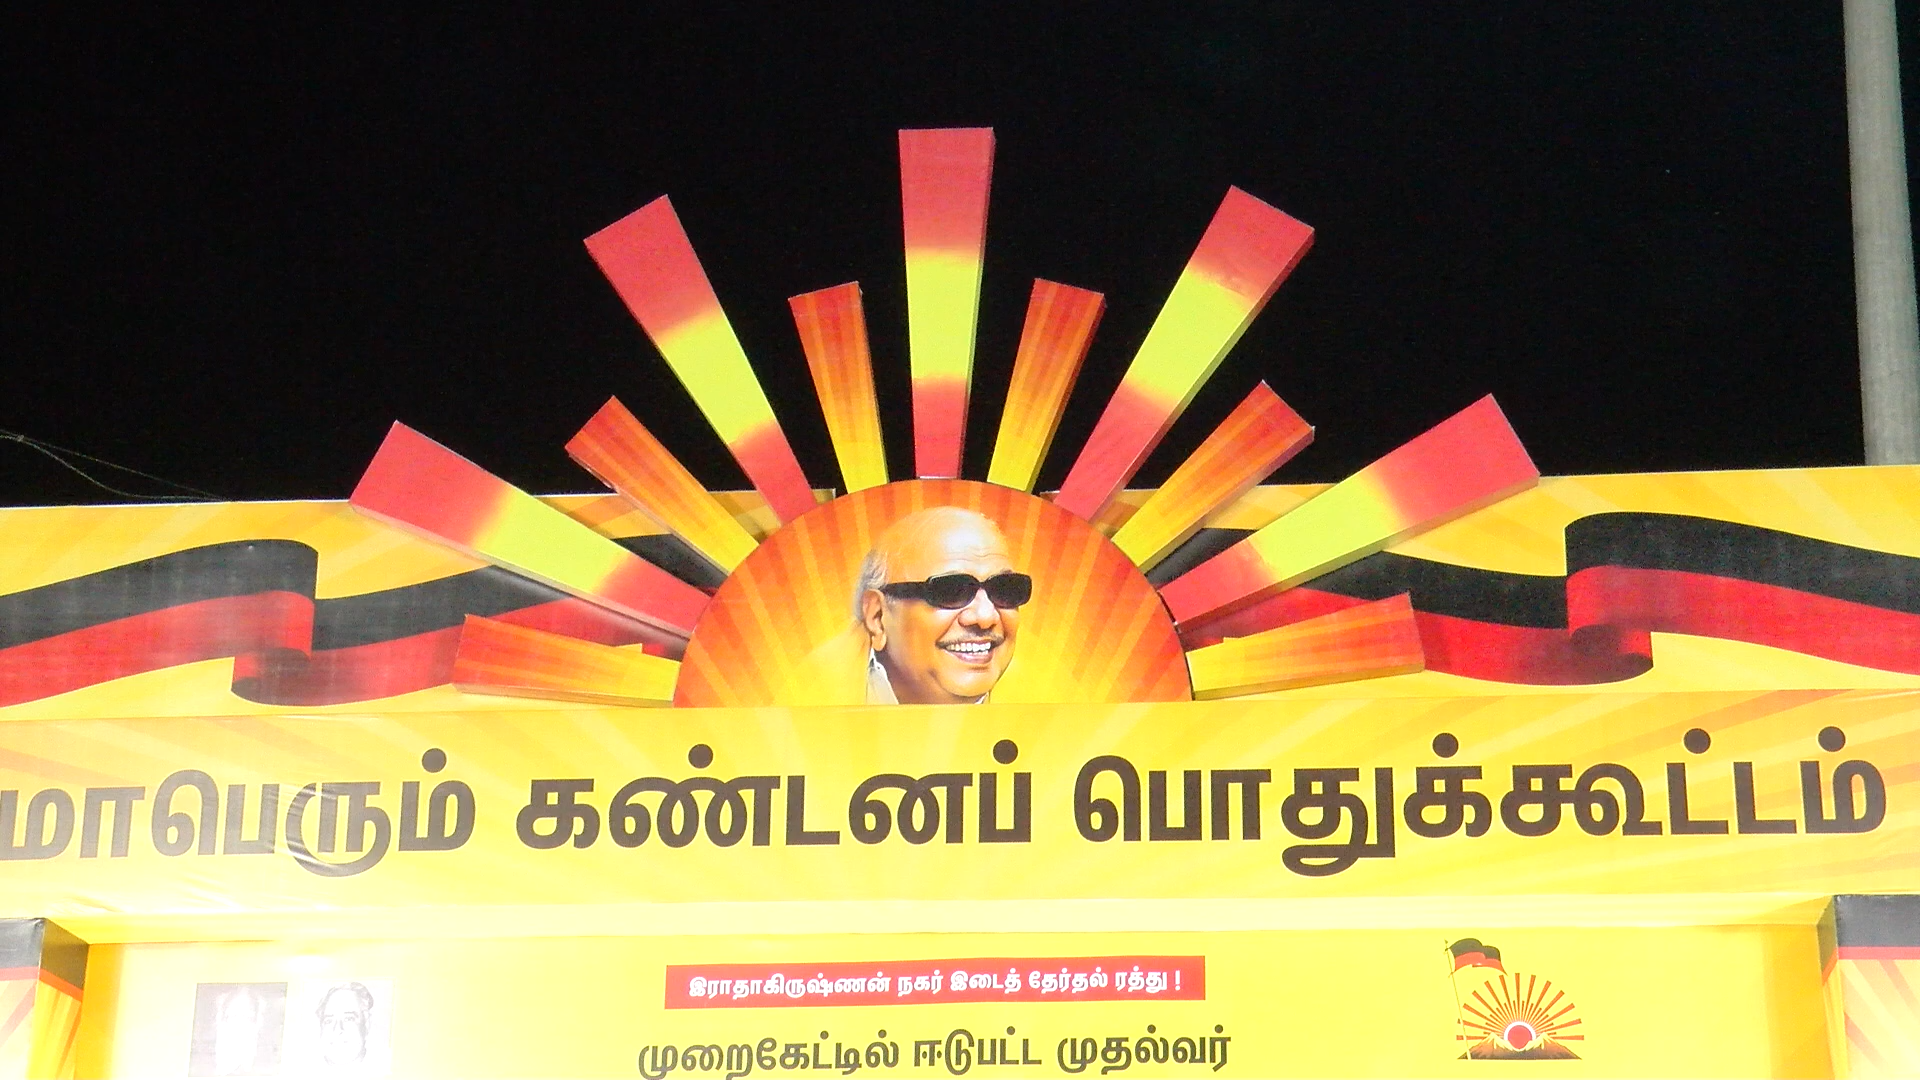 மாபெரும் கண்டனப் பொதுக்கூட்டம்
இராதாகிருஷ்ணன் நகர் இடைத் தேர்தல் ரத்து !
முறைகேட்டில் ஈடுபட்ட முதல்வர்